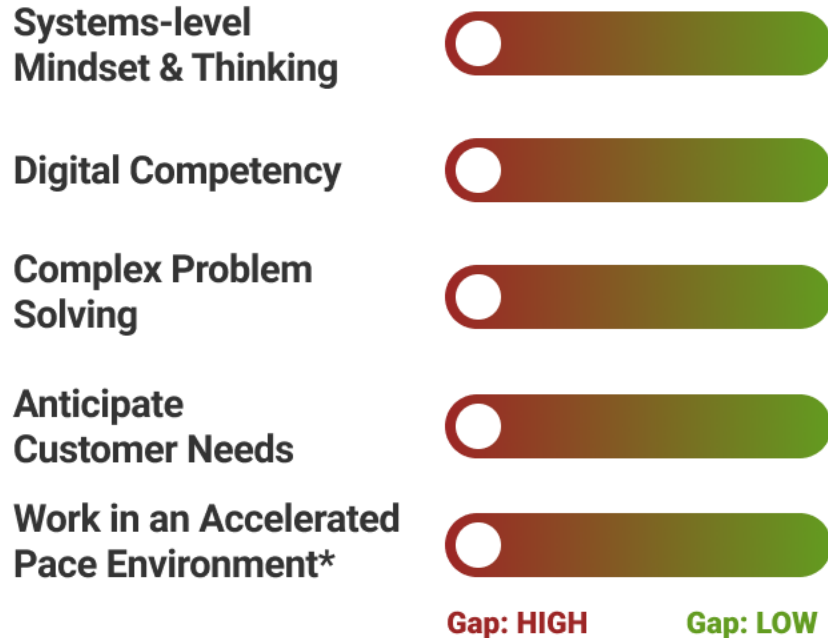 Systems-level
Mindset & Thinking
Digital Competency
Complex Problem
Solving
Anticipate
Customer Needs
Work in an Accelerated
Pace Environment*
Gap: HIGH
Gap: LOW